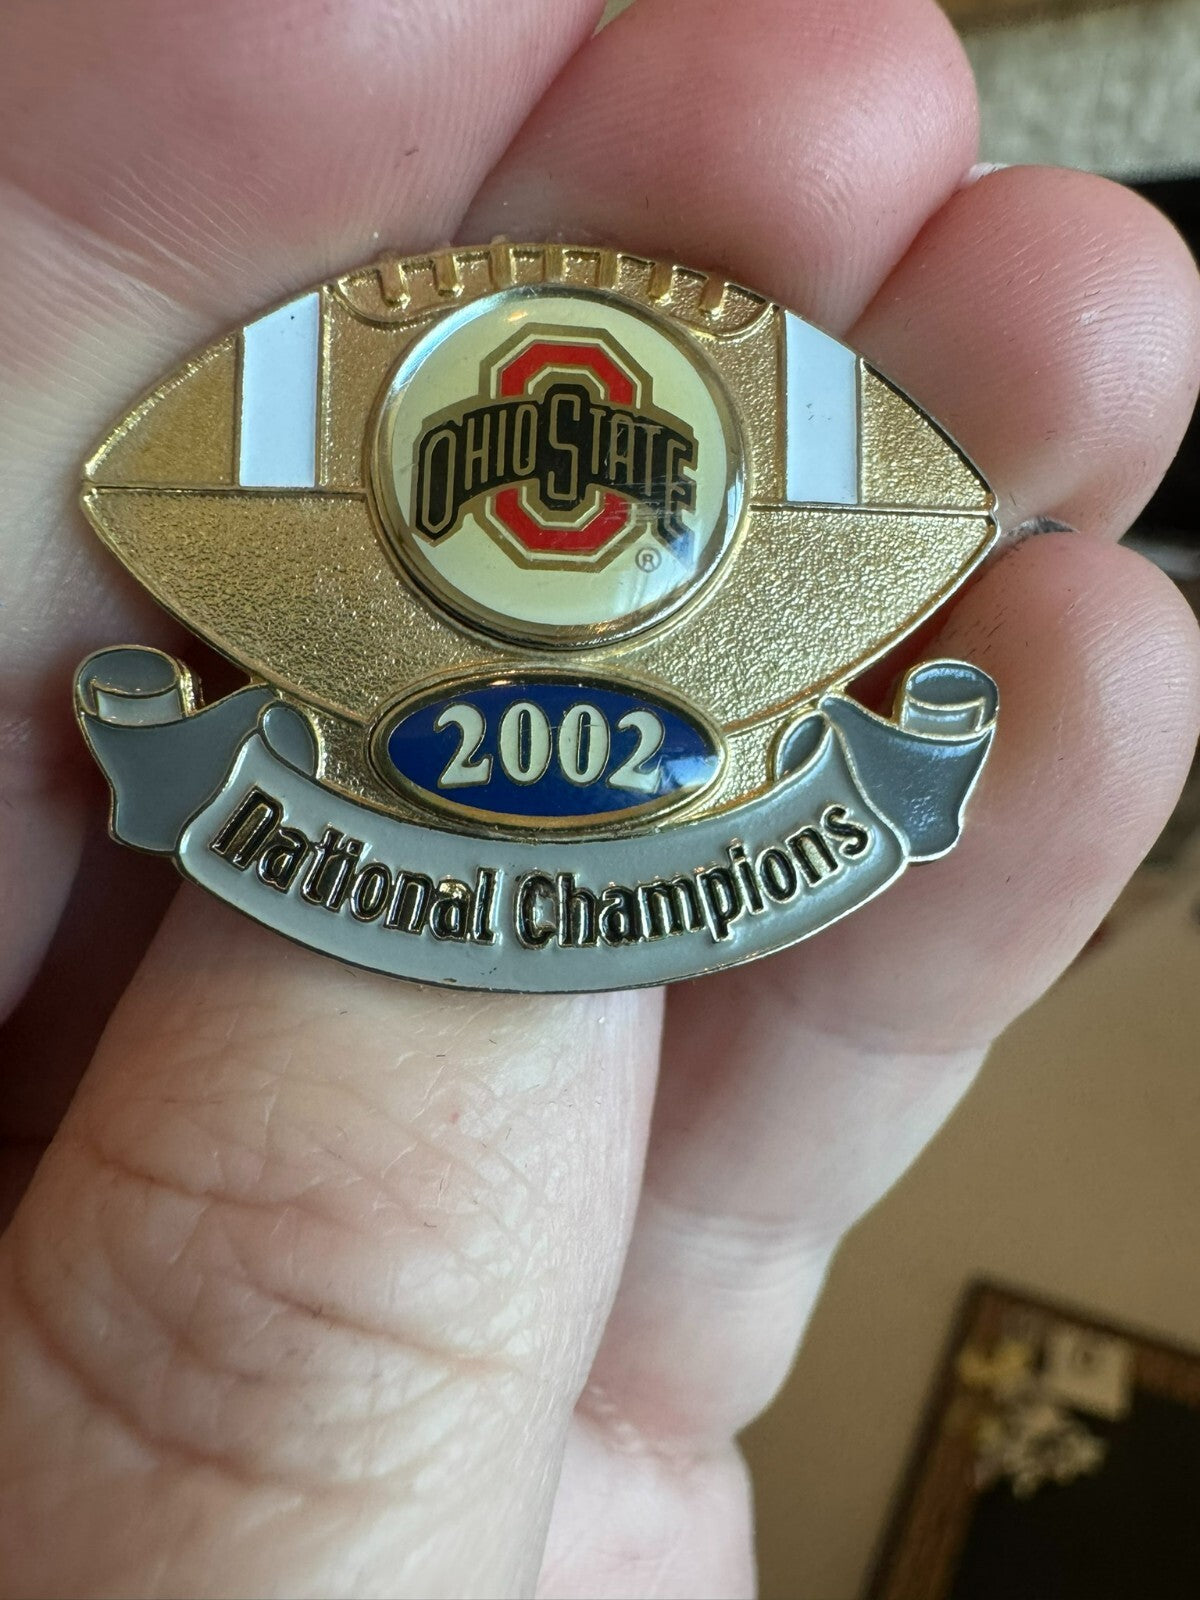 OHIO STATE
®
2002
National Champions